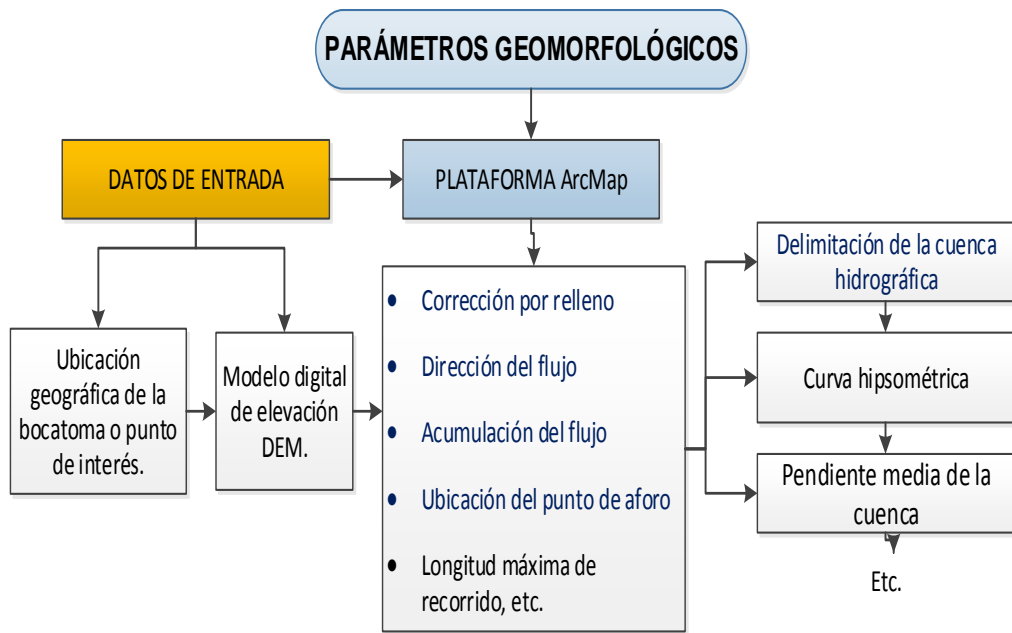 PARÁMETROS GEOMORFOLÓGICOS
DATOS DE ENTRADA
PLATAFORMA ArcMap
Ubicación
geográfica de la
bocatoma o punto
de interés.
Modelo digital
de elevación
DEM.
• Corrección por relleno
• Dirección del flujo
• Acumulación del flujo
• Ubicación del punto de aforo
• Longitud máxima de
recorrido, etc.
Delimitación de la cuenca
hidrográfica
Curva hipsométrica
Pendiente media de la
cuenca
Etc.